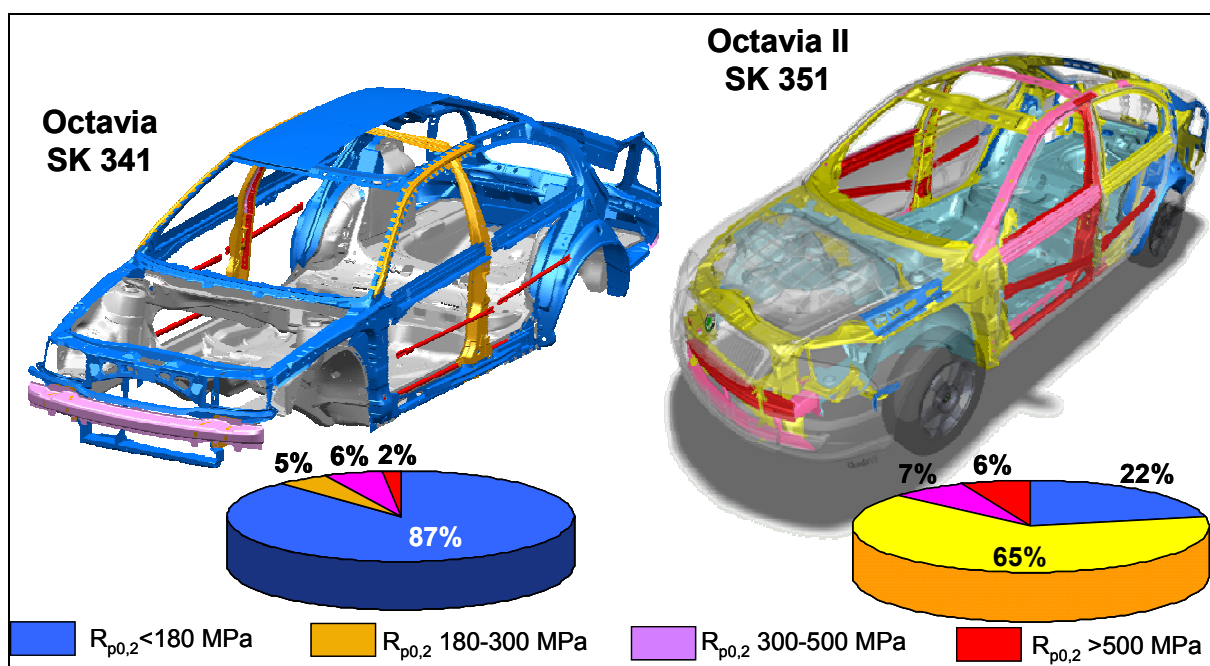 Octavia
SK 341
Octavia II
SK 351
5%
6%
2%
87%
7%
6%
22%
65%
Rp0,2<180 MPa
Rp0,2 180-300 MPa
Rp0,2 300-500 MPa
Rp0,2 >500 MPa